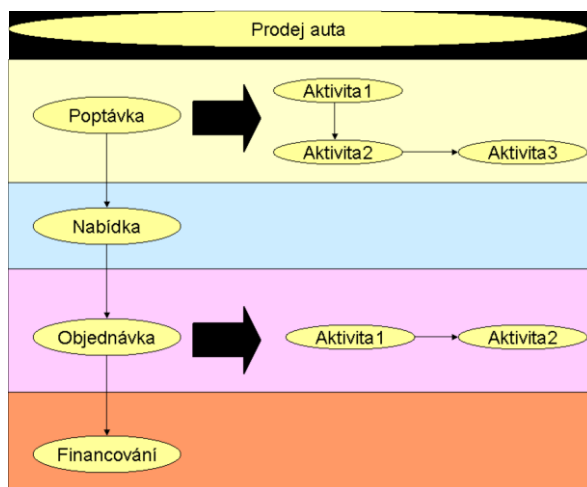 Prodej auta
Aktivita1
Poptávka
Aktivita2
Aktivita3
Nabídka
Objednávka
Aktivita1
Aktivita2
Financování